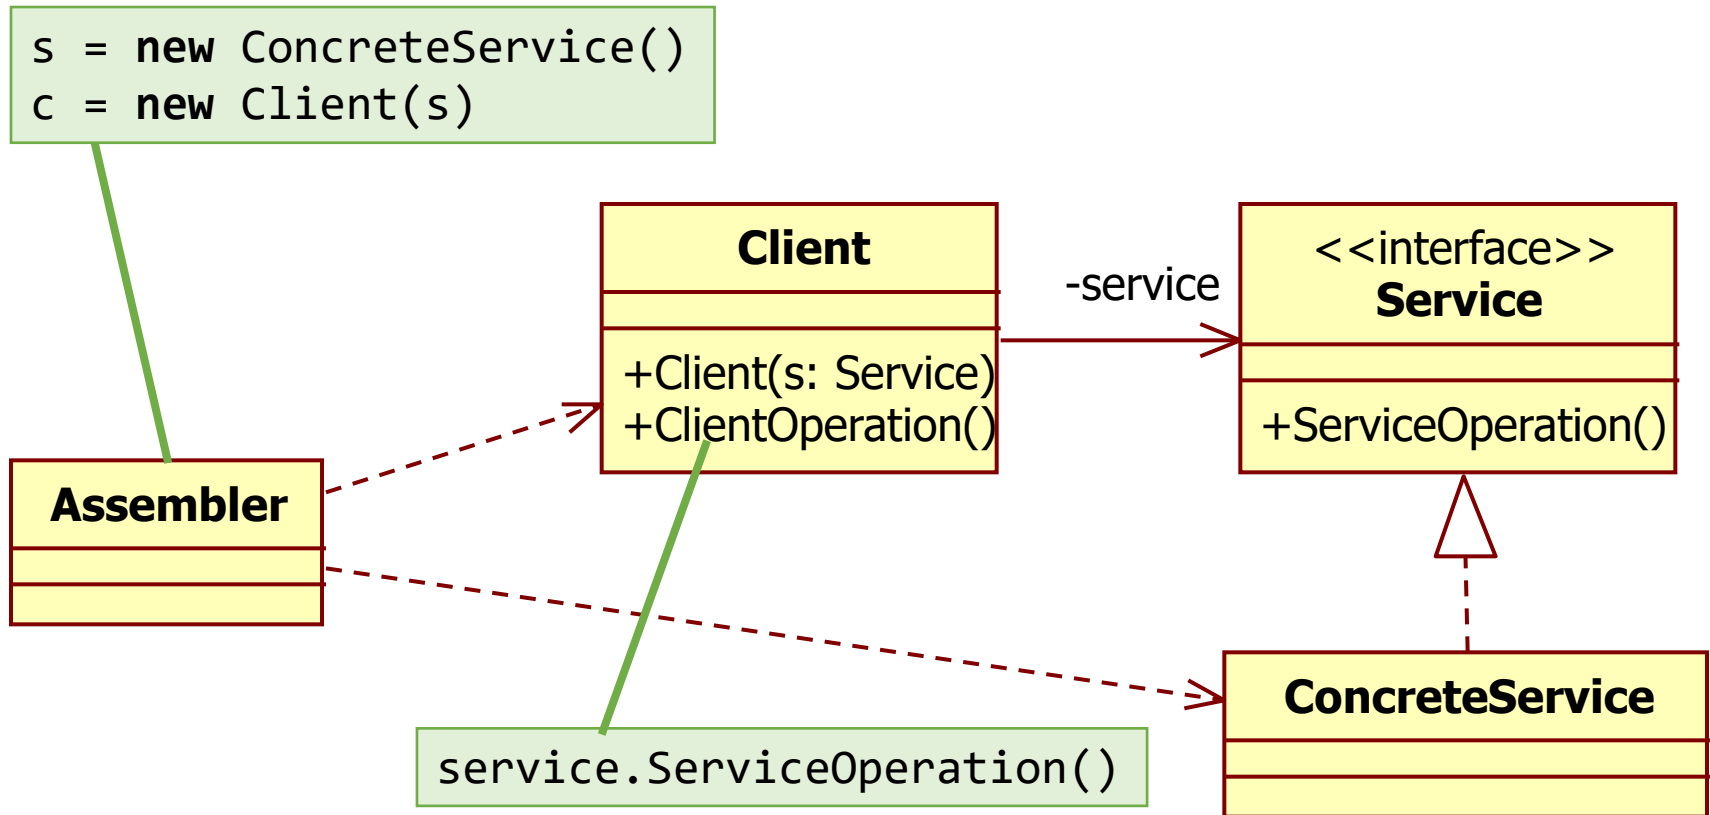 s = new ConcreteService()
c = new Client(s)
Client
+Client(s: Service)
+ClientOperation()
-service
<<interface>>
Service
+ServiceOperation()
Assembler
ConcreteService
service.ServiceOperation()